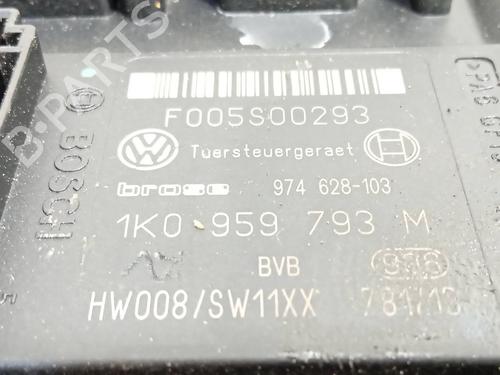 B-PARTS
BOSCH
F005S00293
Tuersteuergeraet
brose 974 628-103
1K0 959 793 M
BVB
HW008/SW11XX